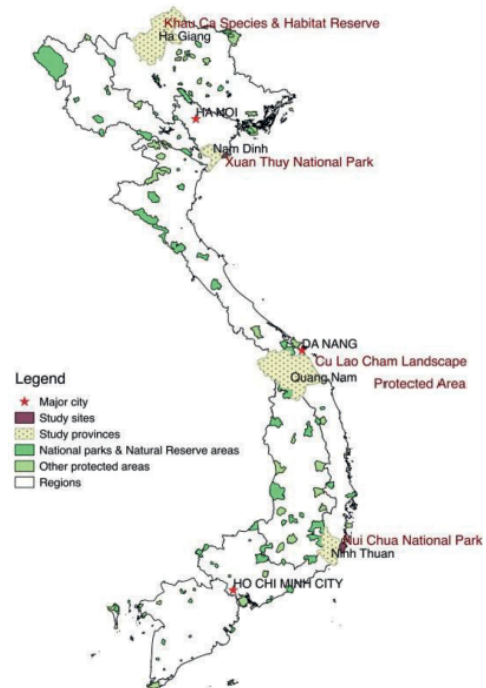 Khau Ca Species & Habitat Reserve
Ha Giang
HA NOI
Nam Dinh
Xuan Thuy National Park
DA NANG
Cu Lao Cham Landscape
Protected Area
Quang Nam
Legend
Major city
Study sites
Study provinces
National parks & Natural Reserve areas
Other protected areas
Regions
Nui Chua National Park
Ninh Thuan
HO CHI MINH CITY